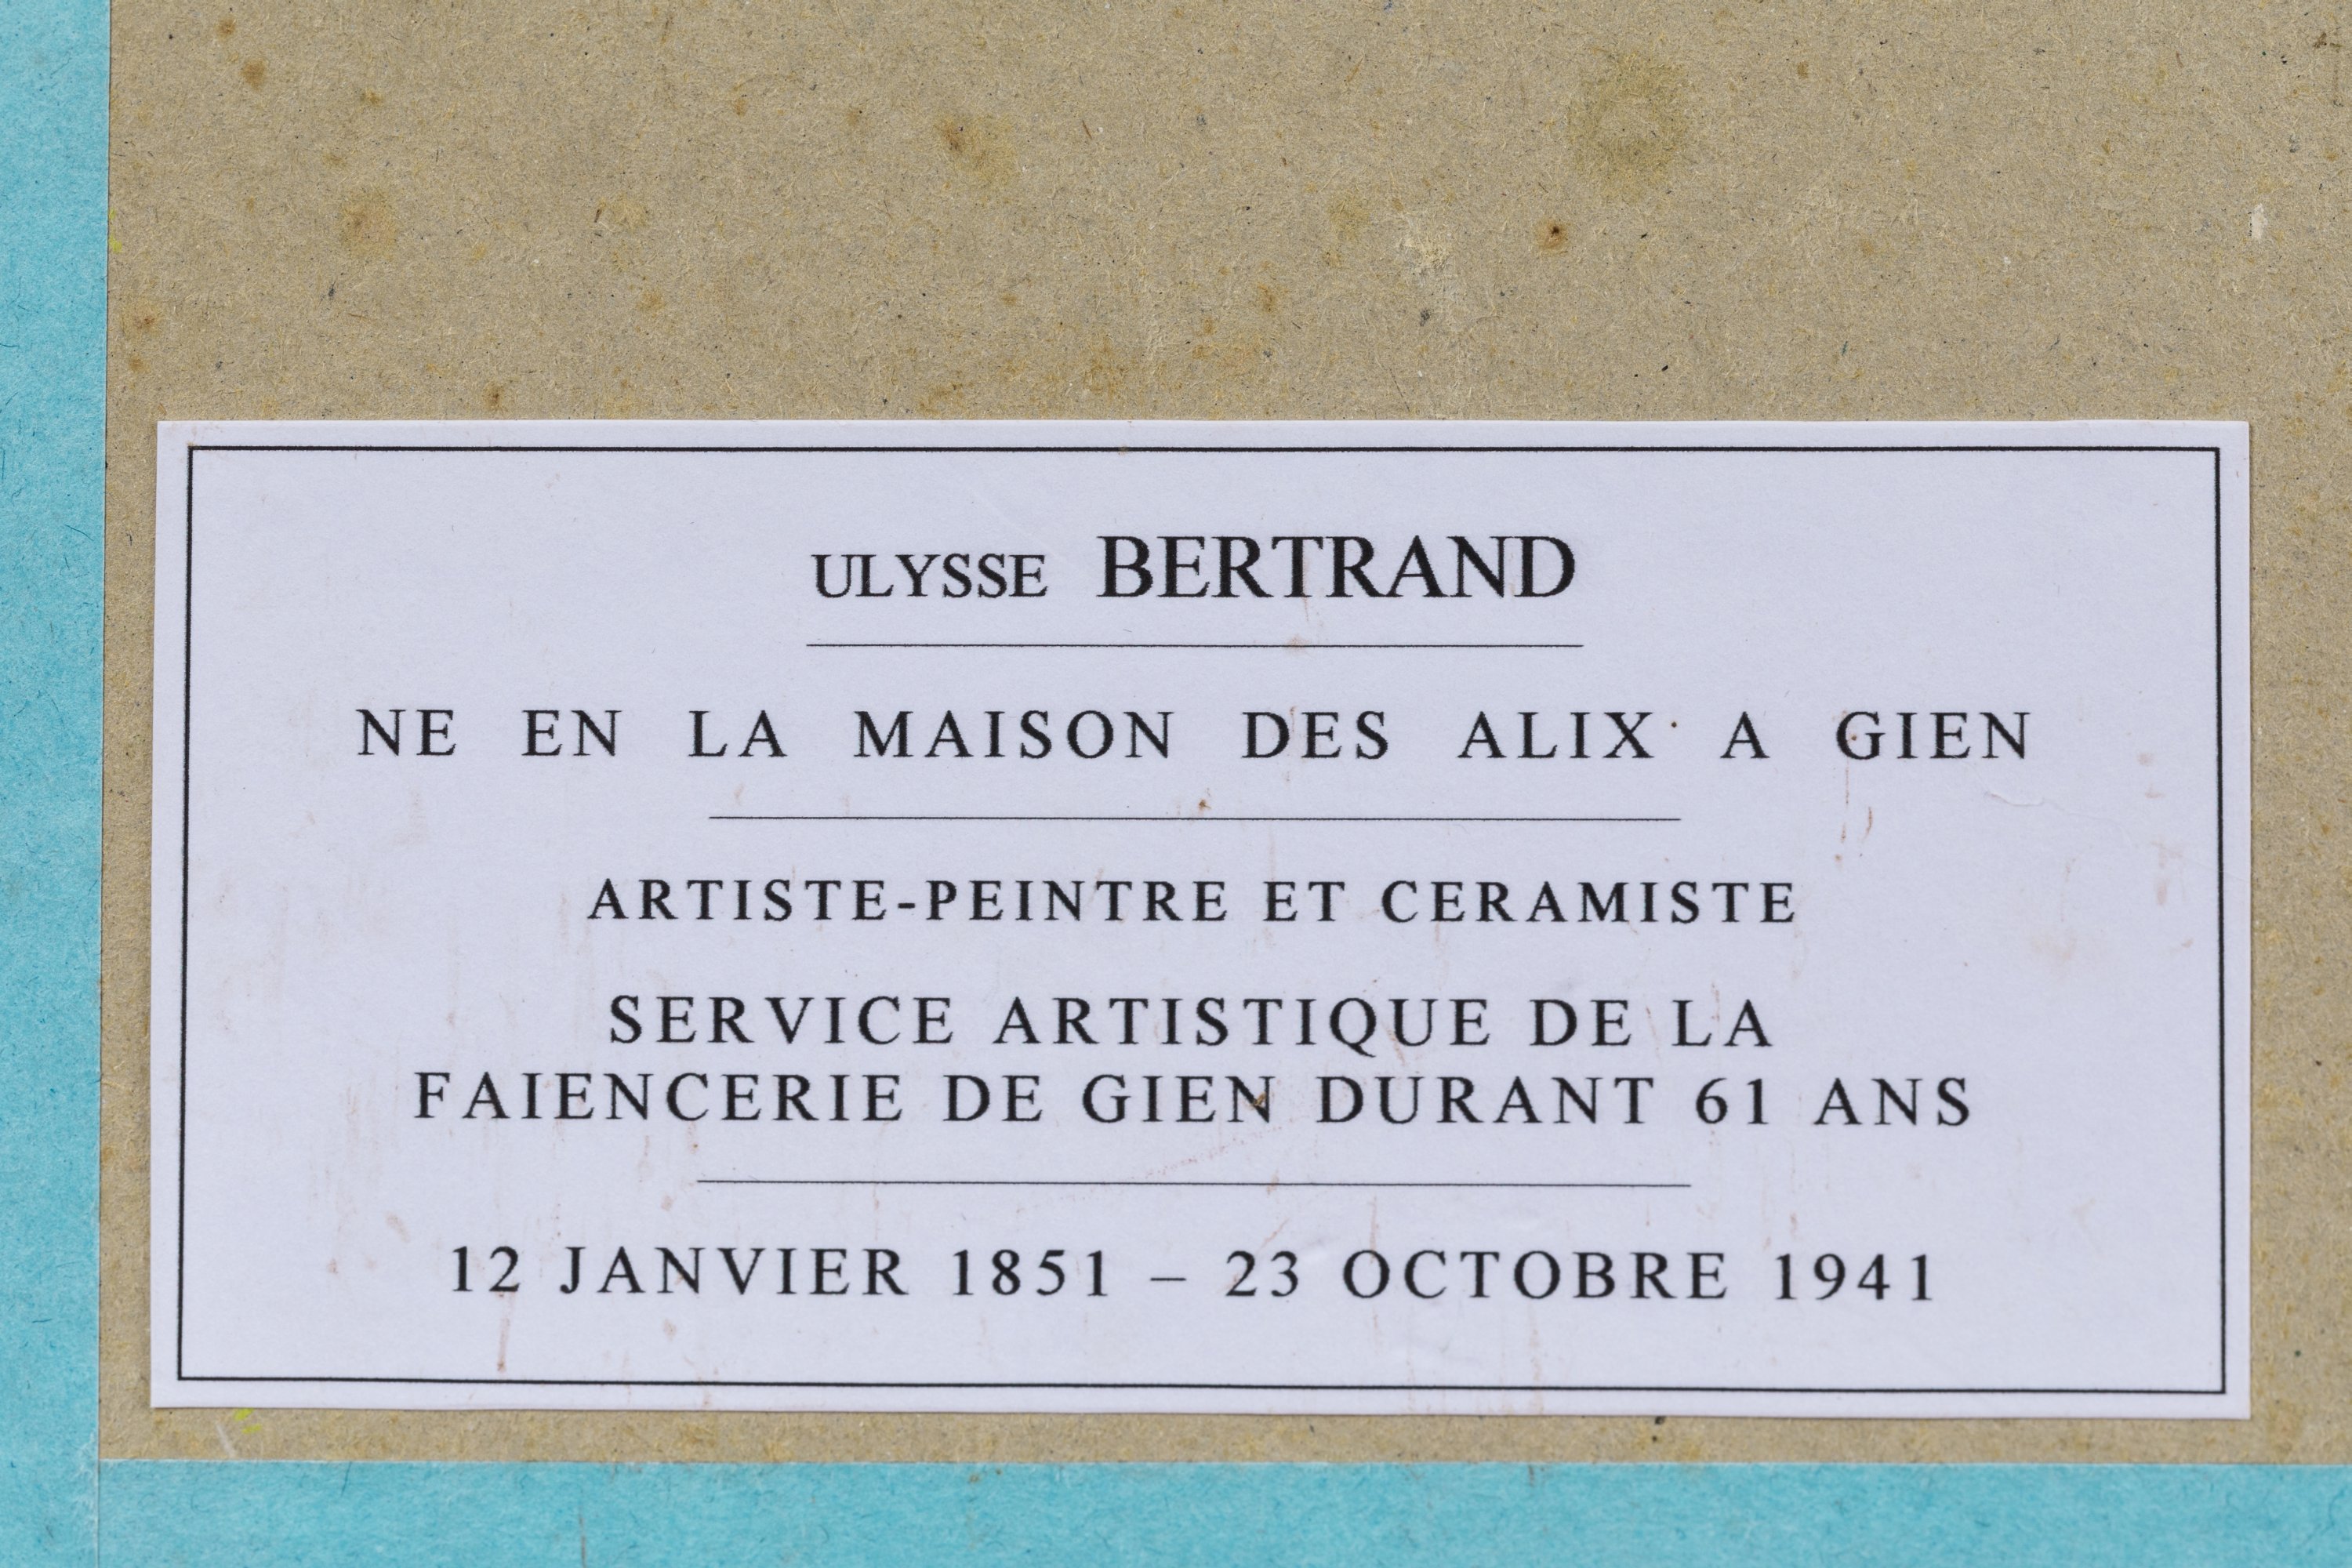 ULYSSE BERTRAND
NE EN LA MAISON DES ALIX A GIEN
ARTISTE-PEINTRE ET CERAMISTE
SERVICE ARTISTIQUE DE LA
FAIENCERIE DE GIEN DURANT 61 ANS
12 JANVIER 1851 – 23 OCTOBRE 1941